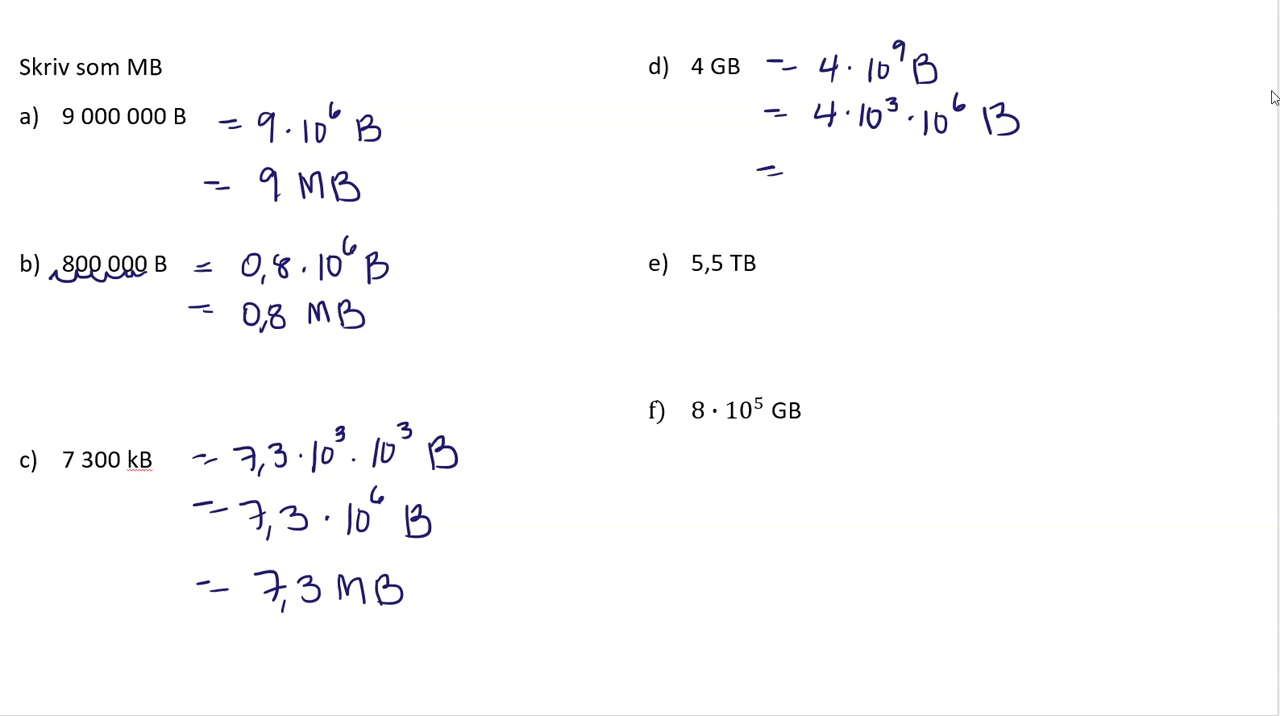 Skriv som MB
a) 9 000 000 B = 9 · 10⁶ B
= 9 MB
b) 800 000 B = 0,8 · 10⁶ B
= 0,8 MB
c) 7 300 kB = 7,3 · 10³ · 10³ B
= 7,3 · 10⁶ B
= 7,3 MB
d) 4 GB = 4 · 10⁹ B
= 4 · 10³ · 10⁶ B
=
e) 5,5 TB
f) 8 · 10⁵ GB